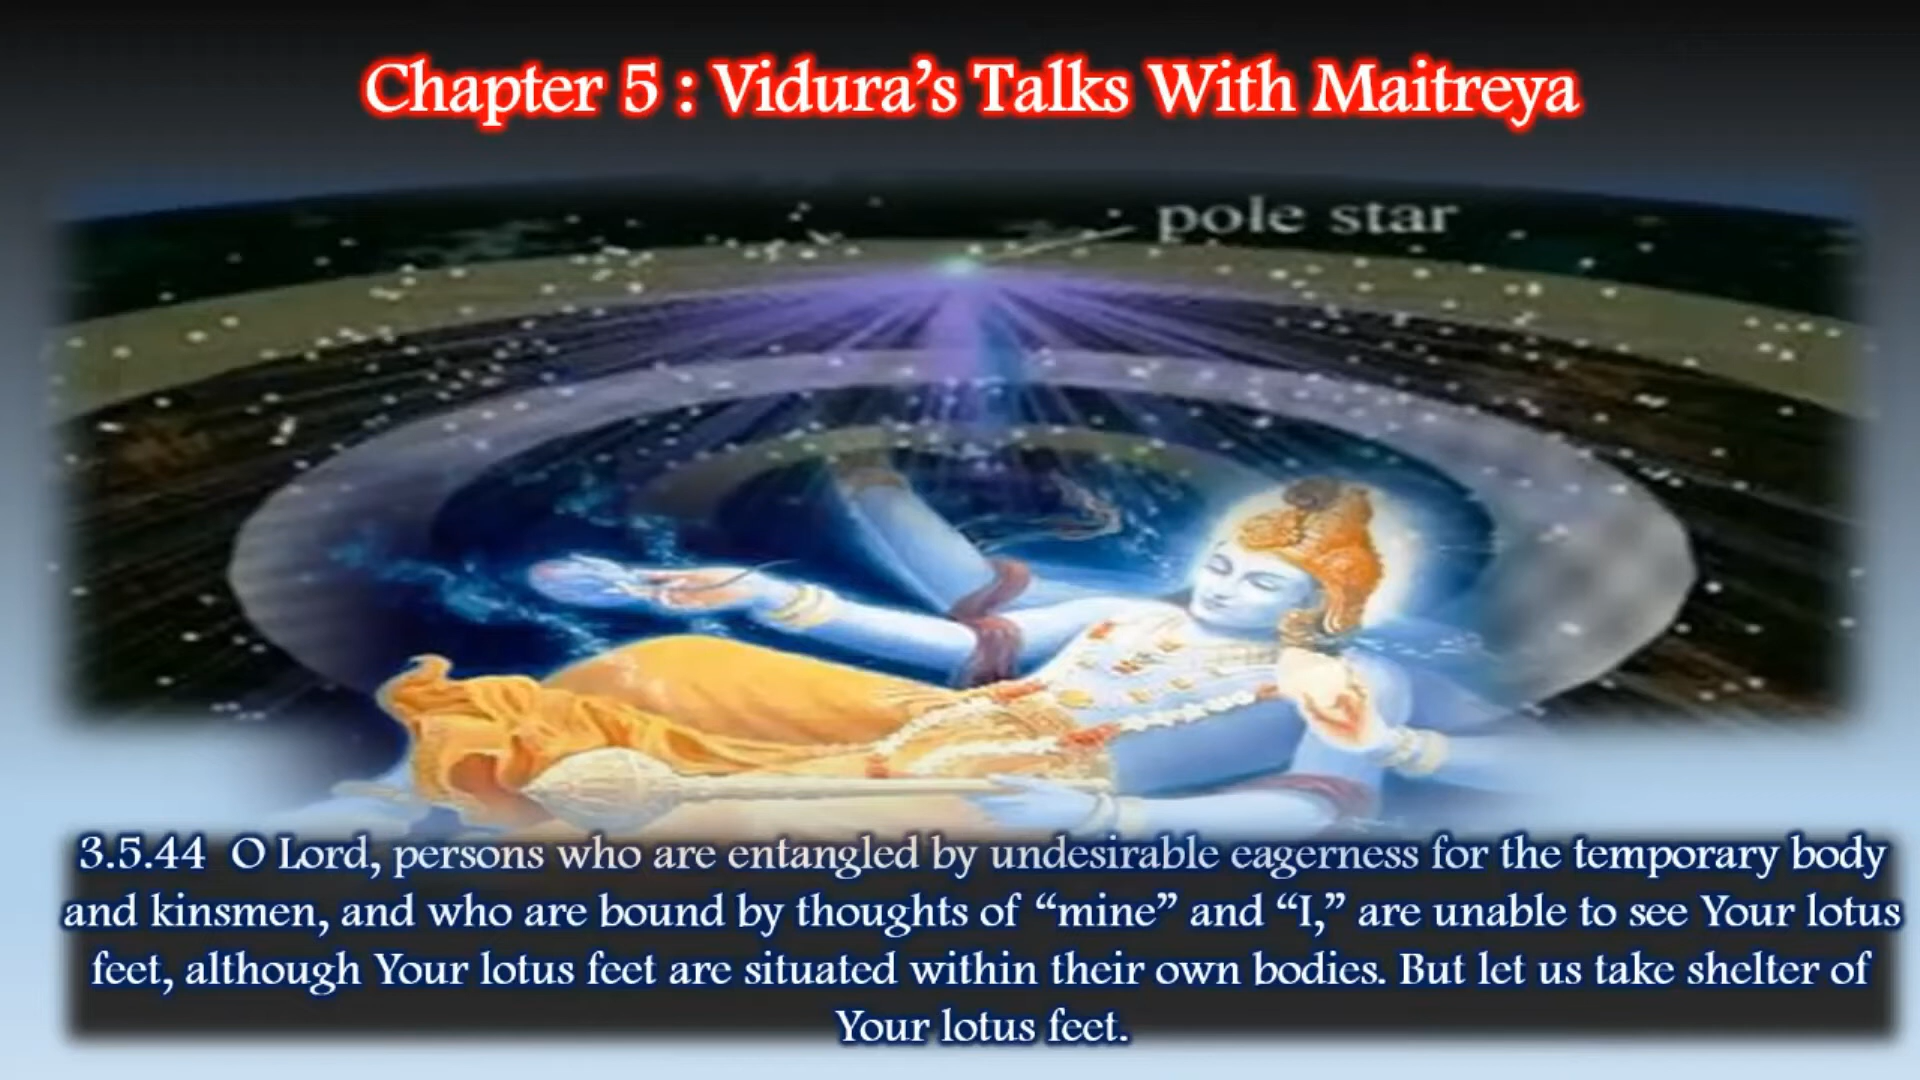 Chapter 5 : Vidura’s Talks With Maitreya
pole star
3.5.44 O Lord, persons who are entangled by undesirable eagerness for the temporary body
and kinsmen, and who are bound by thoughts of “mine” and “I,” are unable to see Your lotus
feet, although Your lotus feet are situated within their own bodies. But let us take shelter of
Your lotus feet.